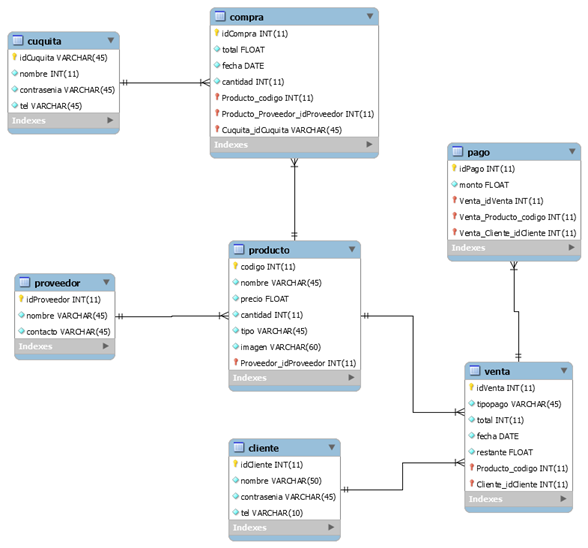 cuquita
idCuquita VARCHAR(45)
nombre INT(11)
contrasenia VARCHAR(45)
tel VARCHAR(45)
Indexes
compra
idCompra INT(11)
total FLOAT
fecha DATE
cantidad INT(11)
Producto_codigo INT(11)
Producto_Proveedor_idProveedor INT(11)
Cuquita_idCuquita VARCHAR(45)
Indexes
pago
idPago INT(11)
monto FLOAT
Venta_idVenta INT(11)
Venta_Producto_codigo INT(11)
Venta_Cliente_idCliente INT(11)
Indexes
proveedor
idProveedor INT(11)
nombre VARCHAR(45)
contacto VARCHAR(45)
Indexes
producto
codigo INT(11)
nombre VARCHAR(45)
precio FLOAT
cantidad INT(11)
tipo VARCHAR(45)
imagen VARCHAR(60)
Proveedor_idProveedor INT(11)
Indexes
venta
idVenta INT(11)
tipopago VARCHAR(45)
total INT(11)
fecha DATE
restante FLOAT
Producto_codigo INT(11)
Cliente_idCliente INT(11)
Indexes
cliente
idCliente INT(11)
nombre VARCHAR(50)
contrasenia VARCHAR(45)
tel VARCHAR(10)
Indexes